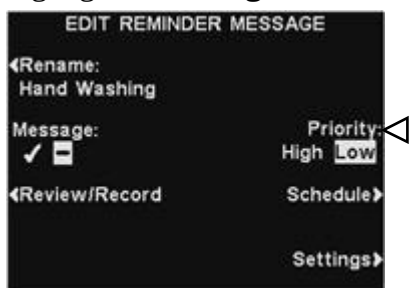 EDIT REMINDER MESSAGE
Rename:
Hand Washing
Message:
Priority:
High Low
Review/Record
Schedule
Settings